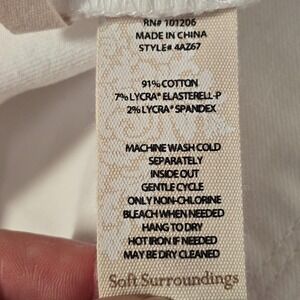 RN# 101206
MADE IN CHINA
STYLE# 4AZ67
91% COTTON
7% LYCRA® ELASTERELL-P
2% LYCRA® SPANDEX
MACHINE WASH COLD
SEPARATELY
INSIDE OUT
GENTLE CYCLE
ONLY NON-CHLORINE
BLEACH WHEN NEEDED
HANG TO DRY
HOT IRON IF NEEDED
MAY BE DRY CLEANED
Soft Surroundings